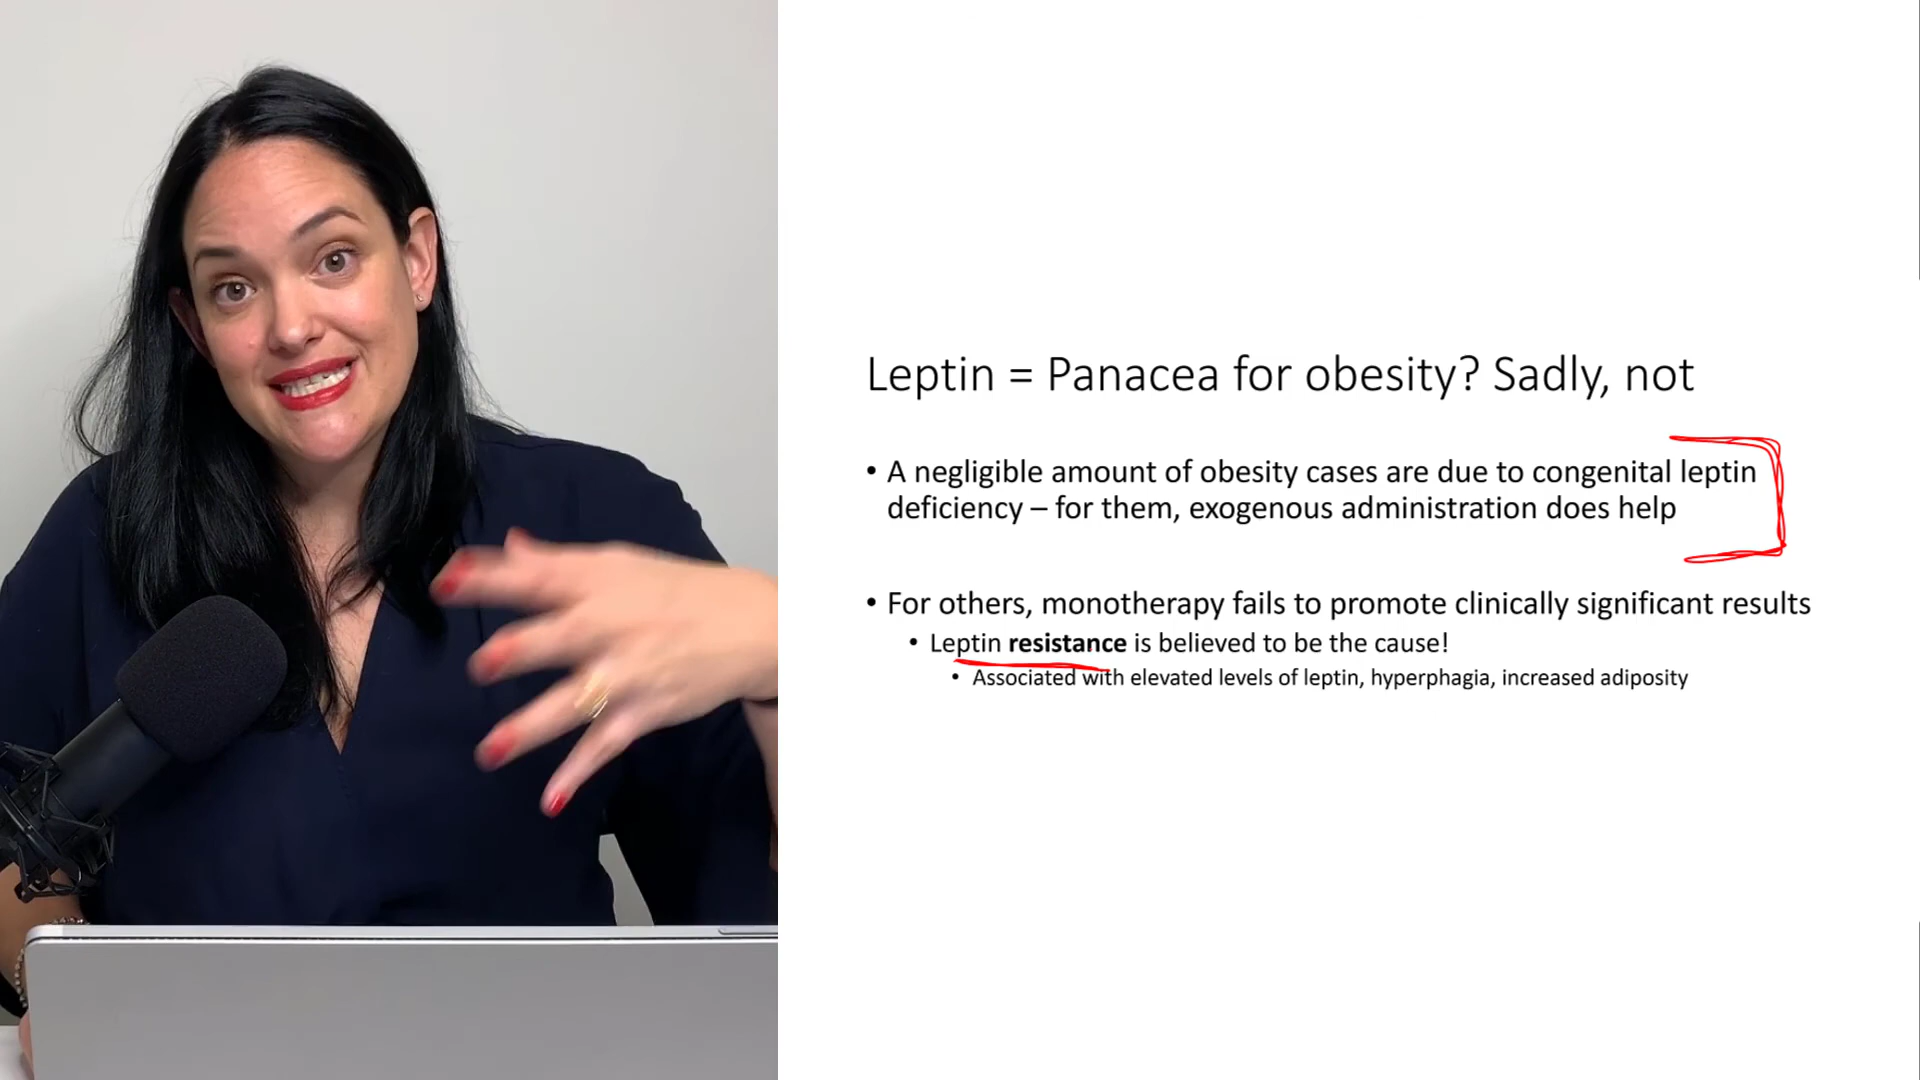 Leptin = Panacea for obesity? Sadly, not
• A negligible amount of obesity cases are due to congenital leptin
deficiency – for them, exogenous administration does help
• For others, monotherapy fails to promote clinically significant results
• Leptin resistance is believed to be the cause!
• Associated with elevated levels of leptin, hyperphagia, increased adiposity